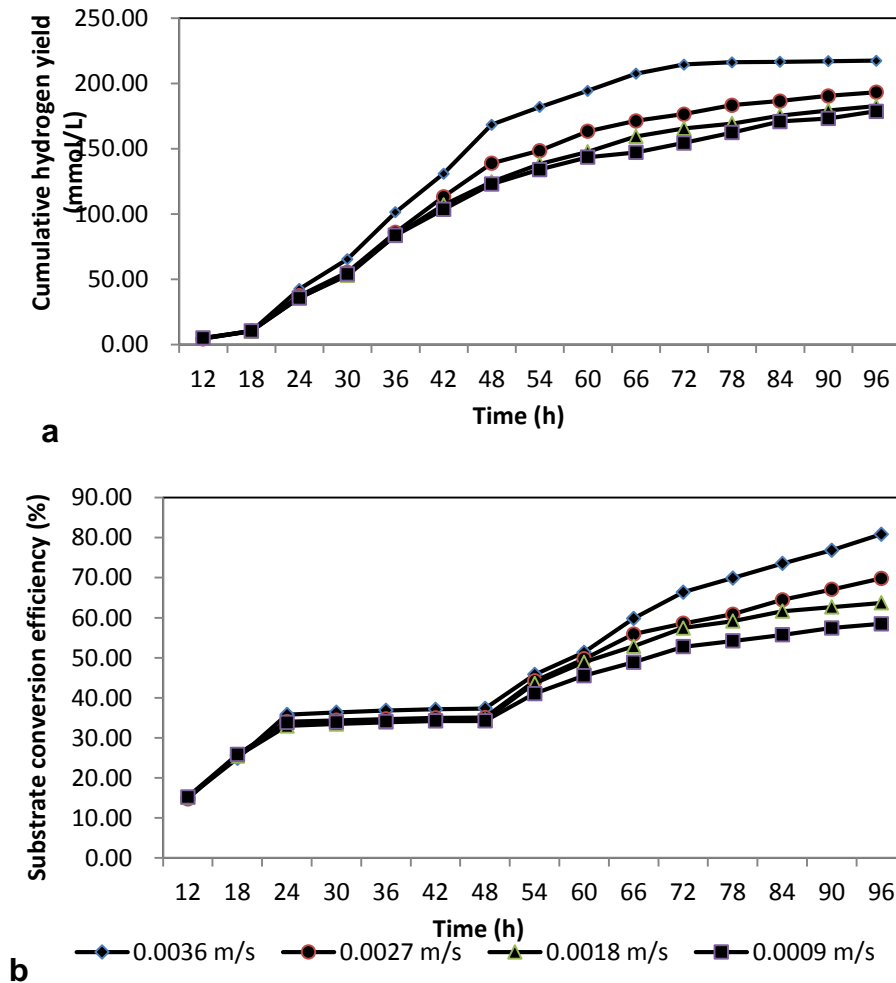 Cumulative hydrogen yield
(mmol/L)
250.00
200.00
150.00
100.00
50.00
0.00
12 18 24 30 36 42 48 54 60 66 72 78 84 90 96
Time (h)
a
Substrate conversion efficiency (%)
90.00
80.00
70.00
60.00
50.00
40.00
30.00
20.00
10.00
0.00
12 18 24 30 36 42 48 54 60 66 72 78 84 90 96
Time (h)
0.0036 m/s 0.0027 m/s 0.0018 m/s 0.0009 m/s
b